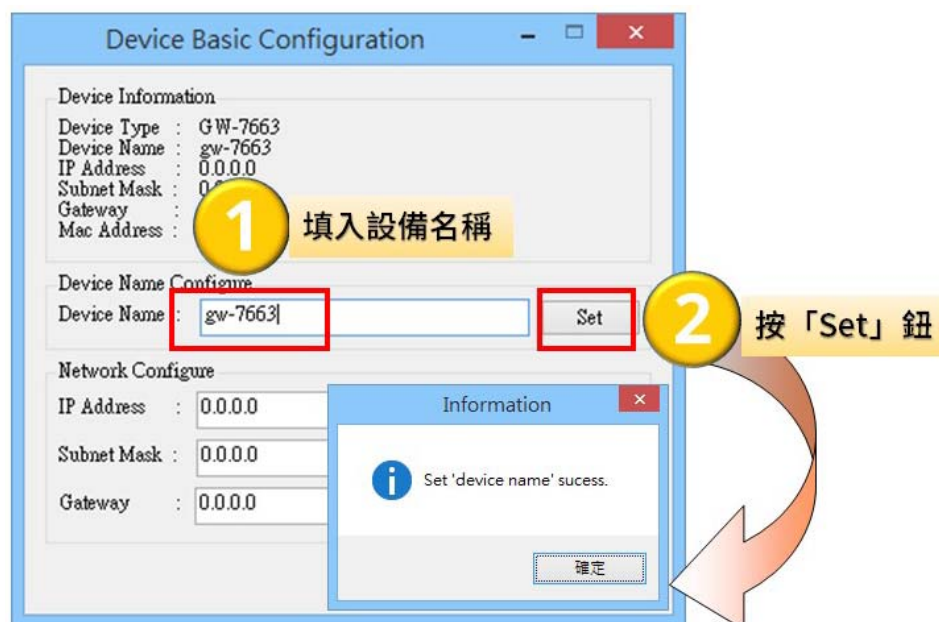 Device Basic Configuration
Device Information
Device Type : GW-7663
Device Name : gw-7663
IP Address : 0.0.0.0
Subnet Mask :
Gateway :
Mac Address :
1 填入設備名稱
Device Name Configure
Device Name : gw-7663 Set
2 按「Set」鈕
Network Configure
IP Address : 0.0.0.0
Subnet Mask : 0.0.0.0
Gateway : 0.0.0.0
Information
Set 'device name' sucess.
確定